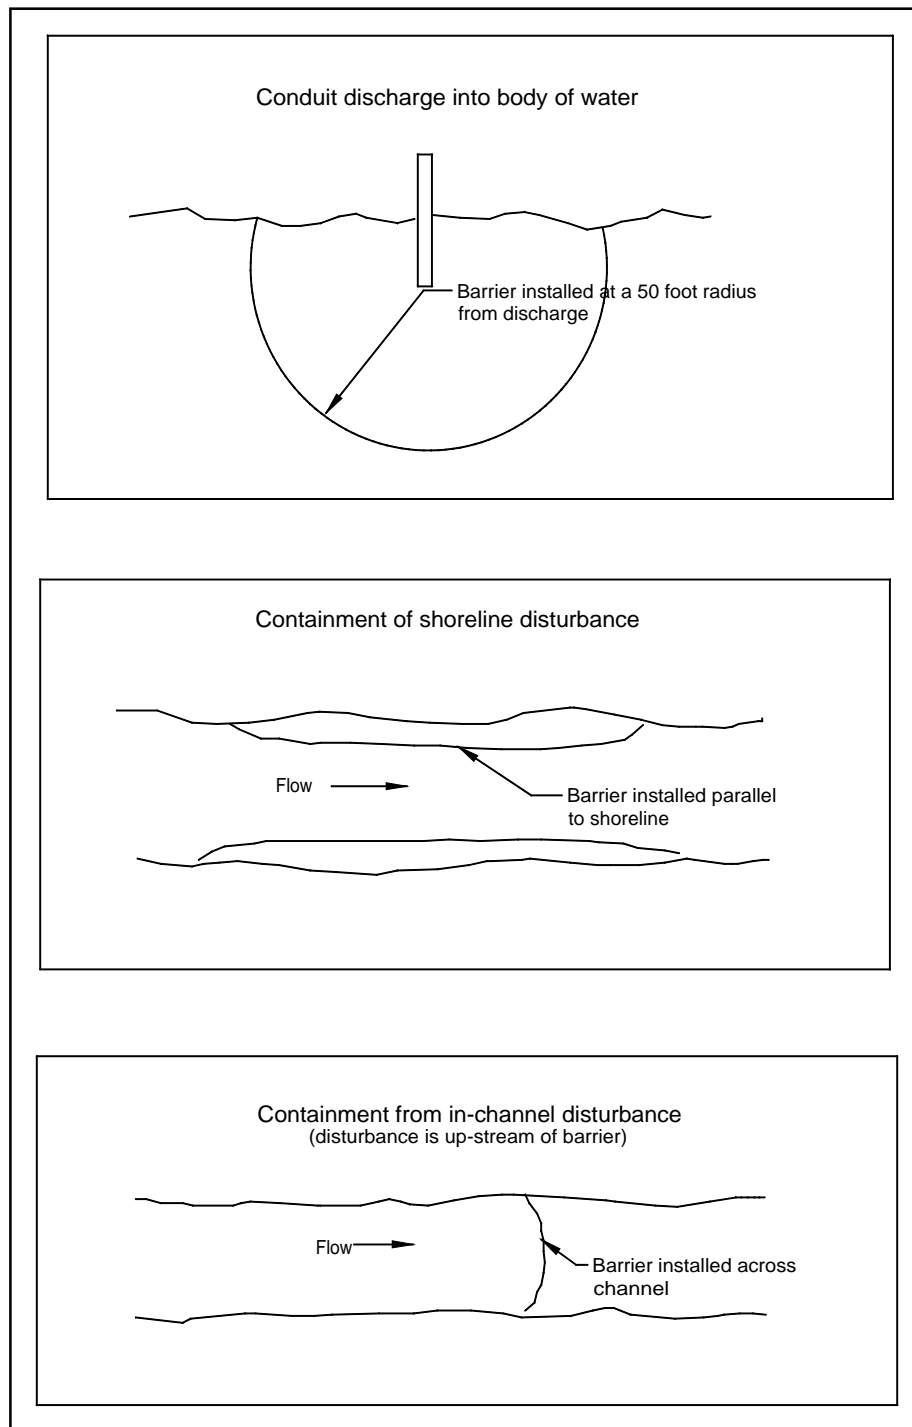 Conduit discharge into body of water
Barrier installed at a 50 foot radius
from discharge
Containment of shoreline disturbance
Flow
Barrier installed parallel
to shoreline
Containment from in-channel disturbance
(disturbance is up-stream of barrier)
Flow
Barrier installed across
channel